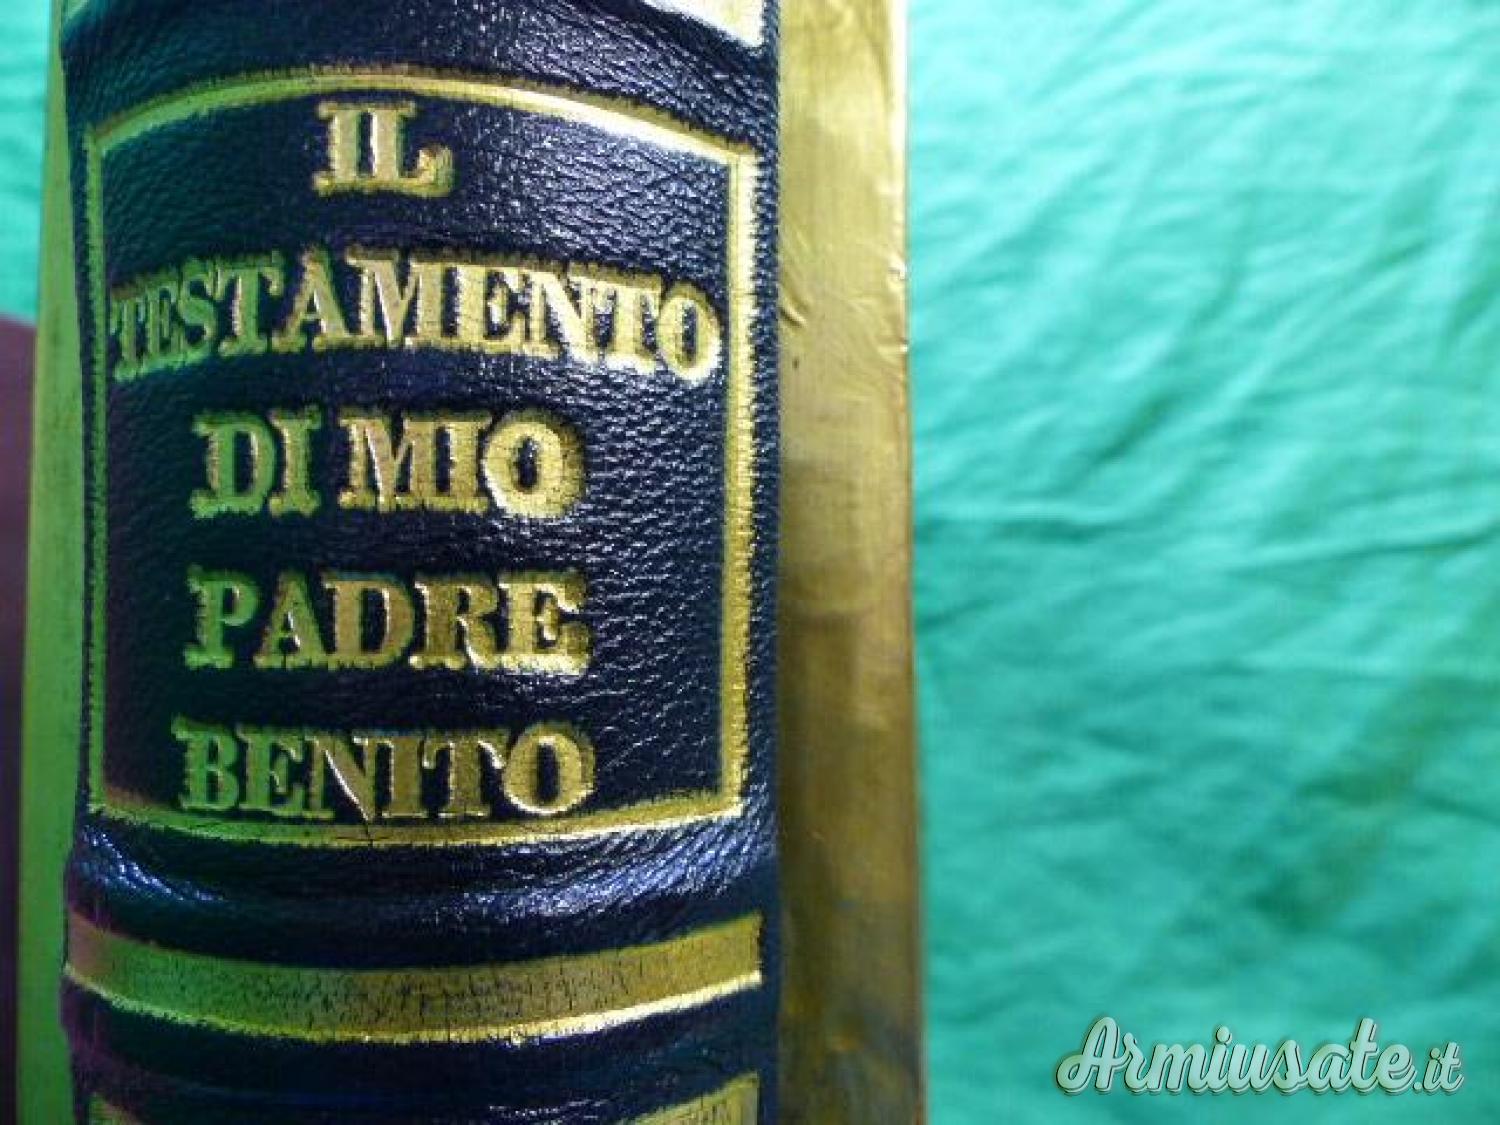 IL
TESTAMENTO
DI MIO
PADRE
BENITO
Armiusate.it